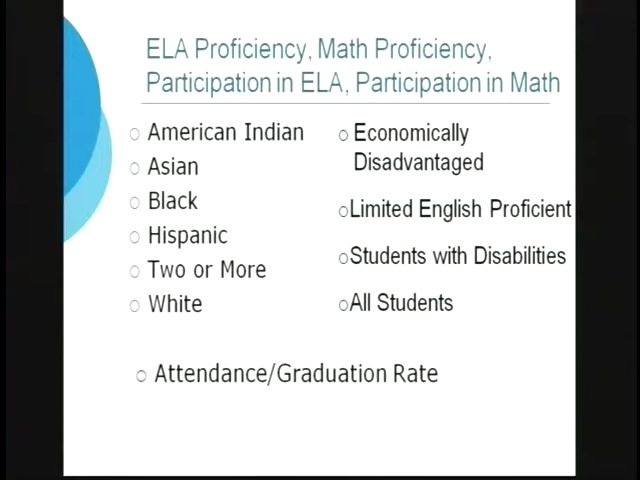 ELA Proficiency, Math Proficiency,
Participation in ELA, Participation in Math
American Indian
Asian
Black
Hispanic
Two or More
White
Economically
Disadvantaged
Limited English Proficient
Students with Disabilities
All Students
Attendance/Graduation Rate